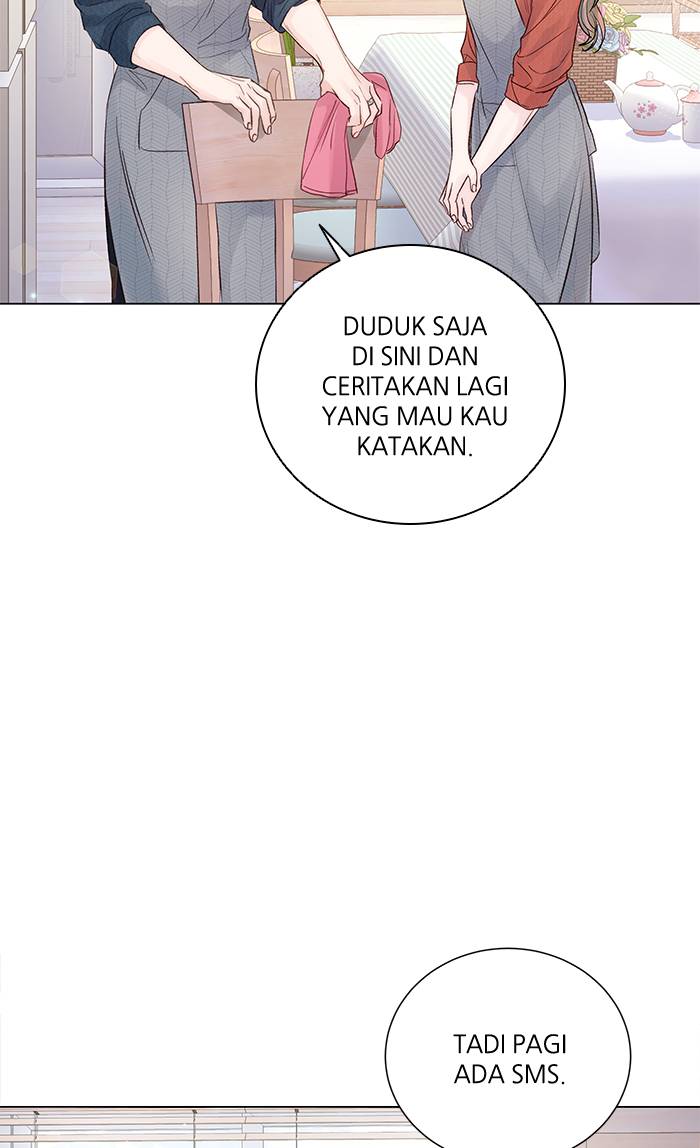 DUDUK SAJA
DI SINI DAN
CERITAKAN LAGI
YANG MAU KAU
KATAKAN.
TADI PAGI
ADA SMS.